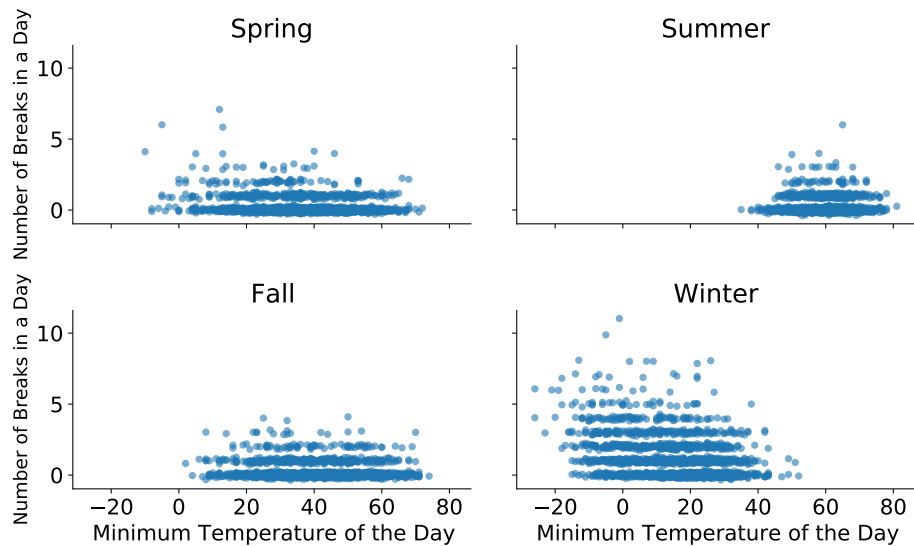 Spring
Summer
Number of Breaks in a Day
10
5
0
Fall
Winter
Number of Breaks in a Day
10
5
0
−20 0 20 40 60 80
−20 0 20 40 60 80
Minimum Temperature of the Day
Minimum Temperature of the Day